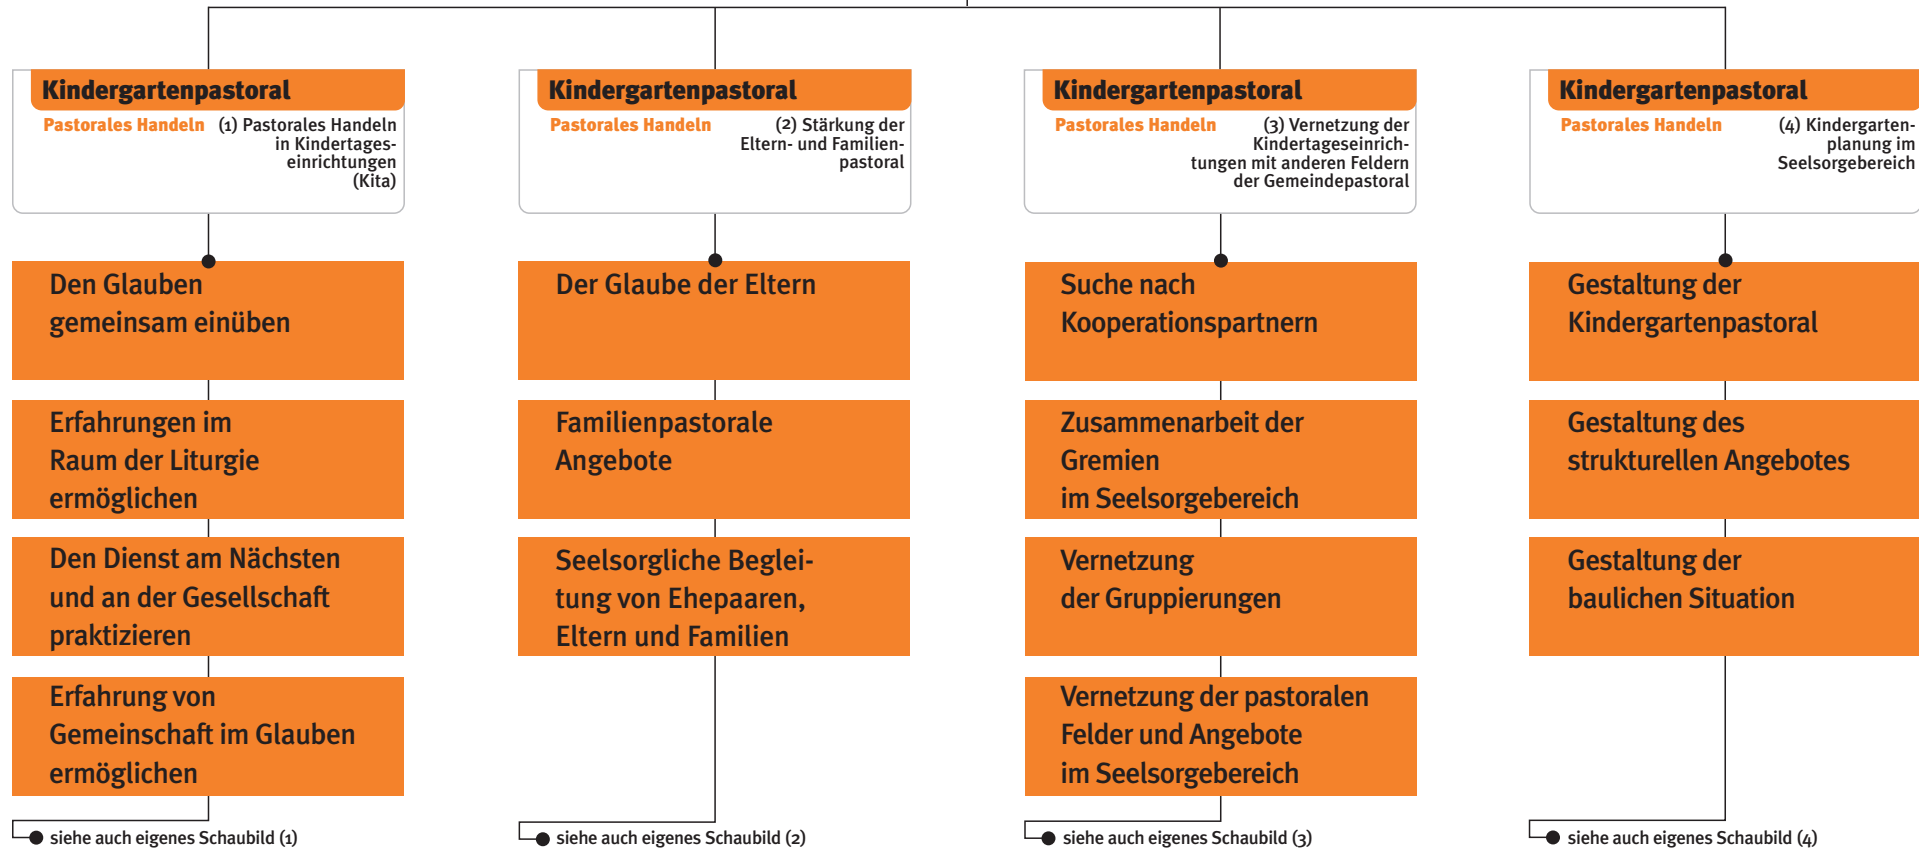 Kindergartenpastoral
Pastorales Handeln (1) Pastorales Handeln
in Kindertages-
einrichtungen
(Kita)
Den Glauben
gemeinsam einüben
Erfahrungen im
Raum der Liturgie
ermöglichen
Den Dienst am Nächsten
und an der Gesellschaft
praktizieren
Erfahrung von
Gemeinschaft im Glauben
ermöglichen
siehe auch eigenes Schaubild (1)
Kindergartenpastoral
Pastorales Handeln (2) Stärkung der
Eltern- und Familien-
pastoral
Der Glaube der Eltern
Familienpastorale
Angebote
Seelsorgliche Beglei-
tung von Ehepaaren,
Eltern und Familien
siehe auch eigenes Schaubild (2)
Kindergartenpastoral
Pastorales Handeln (3) Vernetzung der
Kindertageseinrich-
tungen mit anderen Feldern
der Gemeindepastoral
Suche nach
Kooperationspartnern
Zusammenarbeit der
Gremien
im Seelsorgebereich
Vernetzung
der Gruppierungen
Vernetzung der pastoralen
Felder und Angebote
im Seelsorgebereich
siehe auch eigenes Schaubild (3)
Kindergartenpastoral
Pastorales Handeln (4) Kindergarten-
planung im
Seelsorgebereich
Gestaltung der
Kindergartenpastoral
Gestaltung des
strukturellen Angebotes
Gestaltung der
baulichen Situation
siehe auch eigenes Schaubild (4)